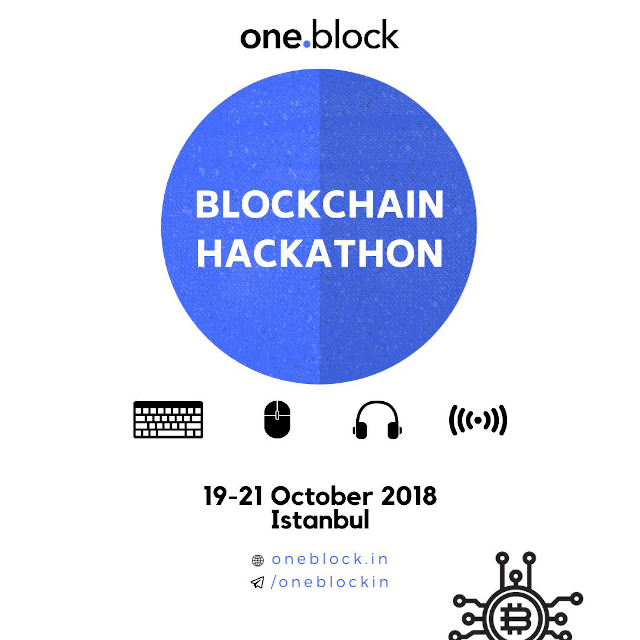 one.block
BLOCKCHAIN
HACKATHON
19-21 October 2018
Istanbul
oneblock.in
/oneblockin